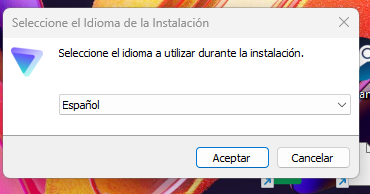 Seleccione el Idioma de la Instalación
Seleccione el idioma a utilizar durante la instalación.
Español
Aceptar
Cancelar